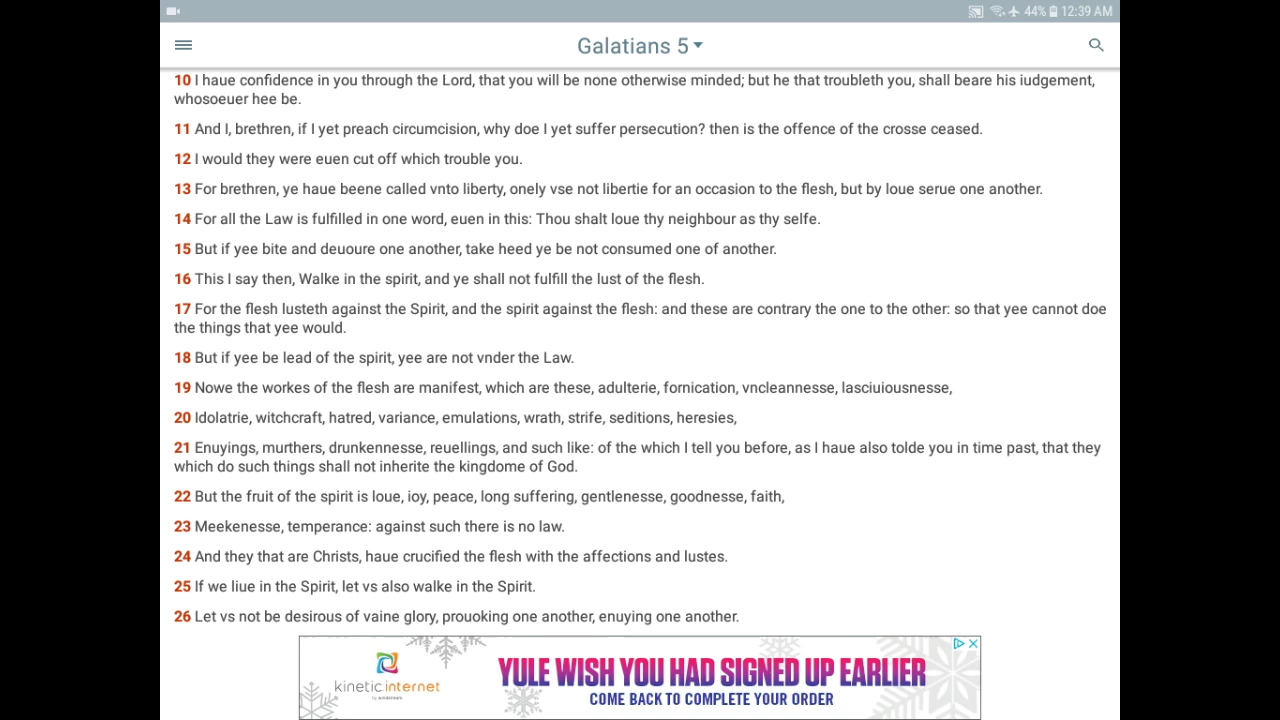 44% 12:39 AM
Galatians 5
10 I haue confidence in you through the Lord, that you will be none otherwise minded; but he that troubleth you, shall beare his iudgement,
whosoeuer hee be.
11 And I, brethren, if I yet preach circumcision, why doe I yet suffer persecution? then is the offence of the crosse ceased.
12 I would they were euen cut off which trouble you.
13 For brethren, ye haue beene called vnto liberty, onely vse not libertie for an occasion to the flesh, but by loue serue one another.
14 For all the Law is fulfilled in one word, euen in this: Thou shalt loue thy neighbour as thy selfe.
15 But if yee bite and deuoure one another, take heed ye be not consumed one of another.
16 This I say then, Walke in the spirit, and ye shall not fulfill the lust of the flesh.
17 For the flesh lusteth against the Spirit, and the spirit against the flesh: and these are contrary the one to the other: so that yee cannot doe
the things that yee would.
18 But if yee be lead of the spirit, yee are not vnder the Law.
19 Nowe the workes of the flesh are manifest, which are these, adulterie, fornication, vncleannesse, lasciuiousnesse,
20 Idolatrie, witchcraft, hatred, variance, emulations, wrath, strife, seditions, heresies,
21 Enuyings, murthers, drunkennesse, reuellings, and such like: of the which I tell you before, as I haue also tolde you in time past, that they
which do such things shall not inherite the kingdome of God.
22 But the fruit of the spirit is loue, ioy, peace, long suffering, gentlenesse, goodnesse, faith,
23 Meekenesse, temperance: against such there is no law.
24 And they that are Christs, haue crucified the flesh with the affections and lustes.
25 If we liue in the Spirit, let vs also walke in the Spirit.
26 Let vs not be desirous of vaine glory, prouoking one another, enuying one another.
kinetic internet
by windstream
YULE WISH YOU HAD SIGNED UP EARLIER
COME BACK TO COMPLETE YOUR ORDER